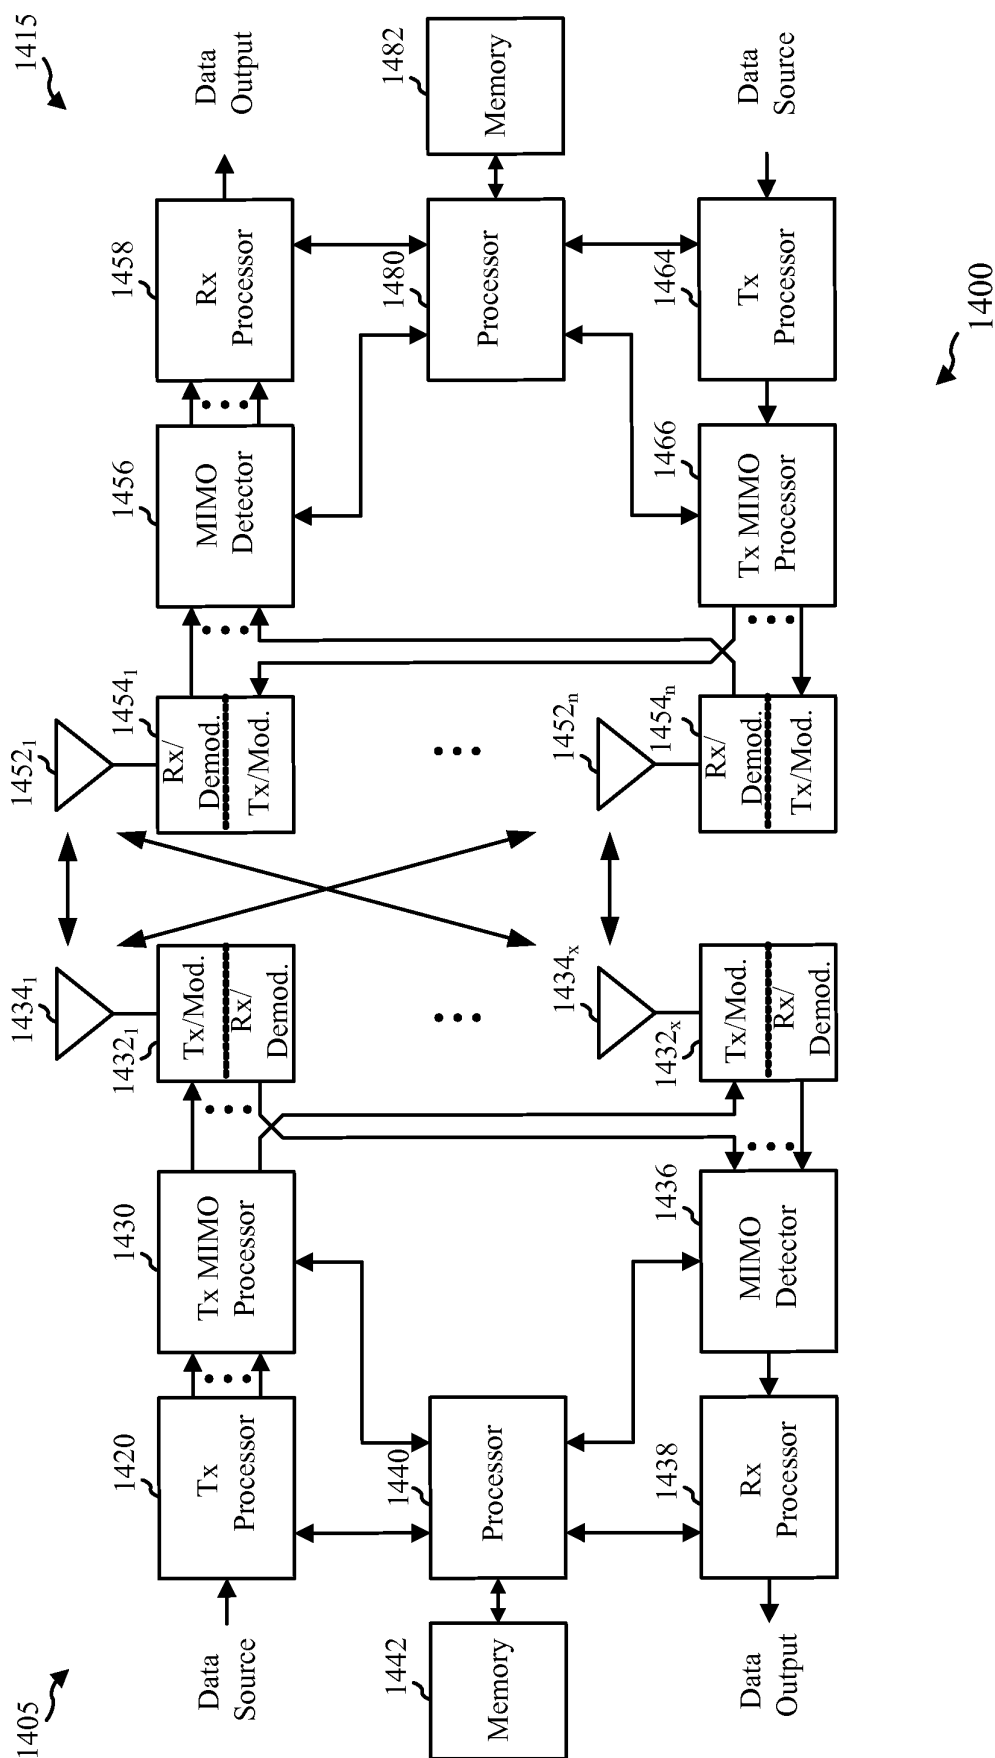 1405
1415
Data
Source
1420
Tx
Processor
1430
Tx MIMO
Processor
1432₁
Tx/Mod.
Rx/
Demod.
1434₁
1452₁
1454₁
Rx/
Demod.
Tx/Mod.
1456
MIMO
Detector
1458
Rx
Processor
Data
Output
1442
Memory
1440
Processor
1480
Processor
1482
Memory
Data
Output
1438
Rx
Processor
1436
MIMO
Detector
1432ₓ
Tx/Mod.
Rx/
Demod.
1434ₓ
1452ₙ
1454ₙ
Rx/
Demod.
Tx/Mod.
1466
Tx MIMO
Processor
1464
Tx
Processor
Data
Source
1400